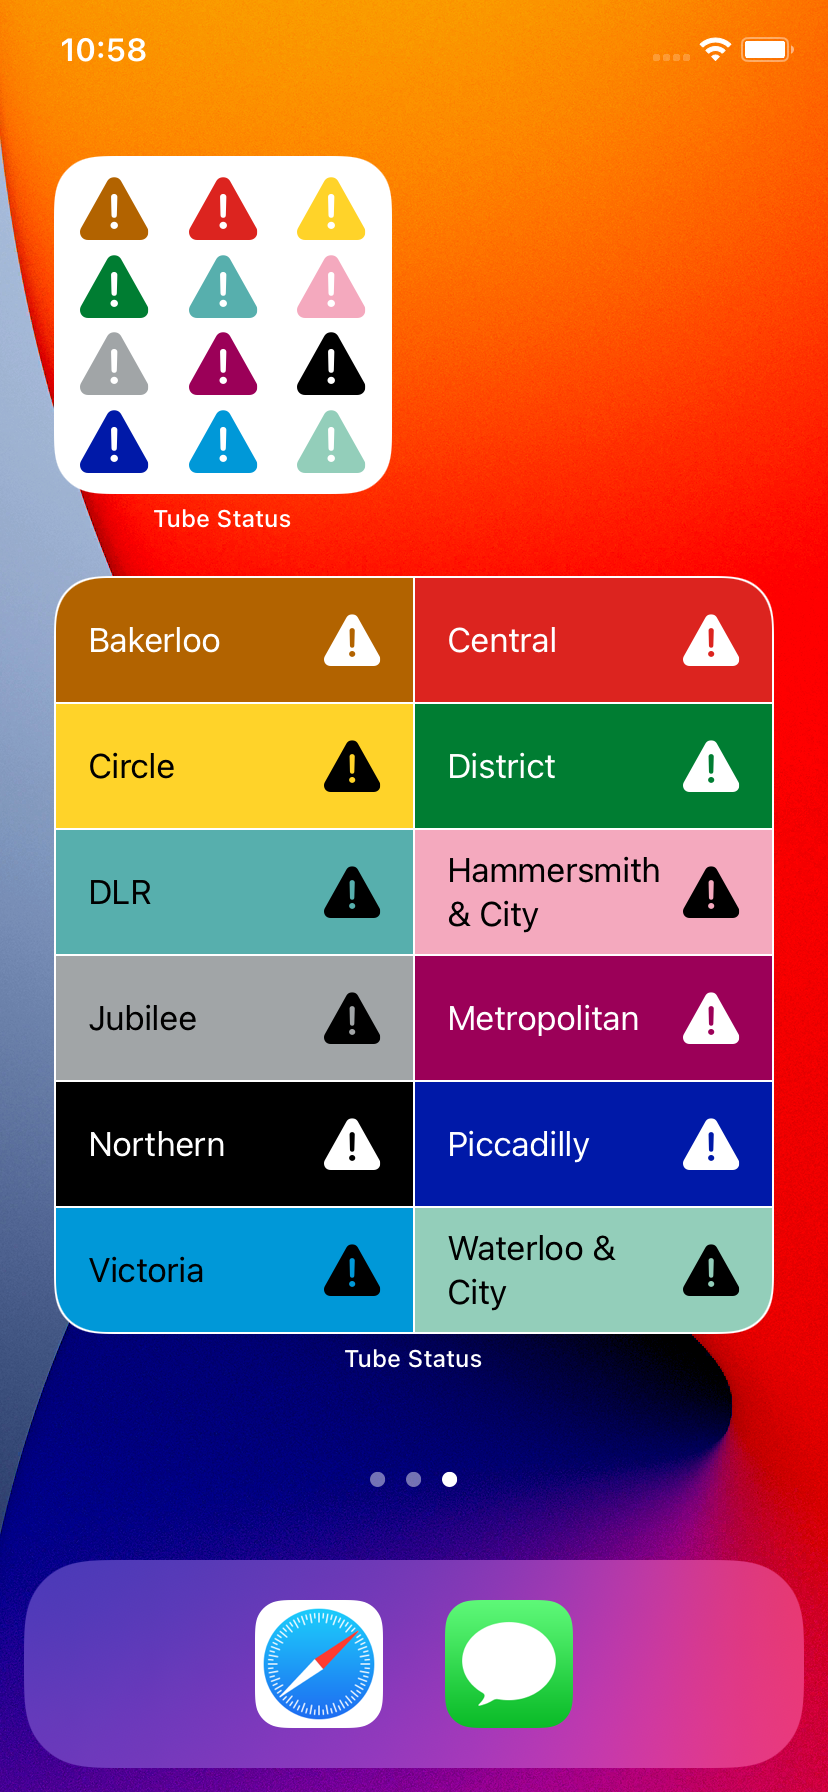 10:58
Tube Status
Bakerloo
Central
Circle
District
DLR
Hammersmith
& City
Jubilee
Metropolitan
Northern
Piccadilly
Victoria
Waterloo &
City
Tube Status